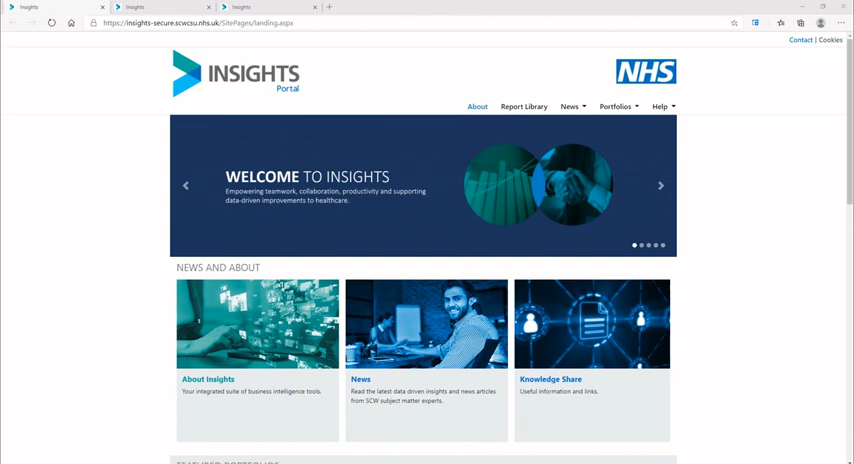 Insights
Insights
Insights
https://insights-secure.scwcsu.nhs.uk/SitePages/landing.aspx
Contact | Cookies
INSIGHTS
Portal
NHS
About Report Library News Portfolios Help
WELCOME TO INSIGHTS
Empowering teamwork, collaboration, productivity and supporting
data-driven improvements to healthcare.
NEWS AND ABOUT
About Insights
Your integrated suite of business intelligence tools.
News
Read the latest data driven insights and news articles
from SCW subject matter experts.
Knowledge Share
Useful information and links.
FEATURED PORTFOLIOS